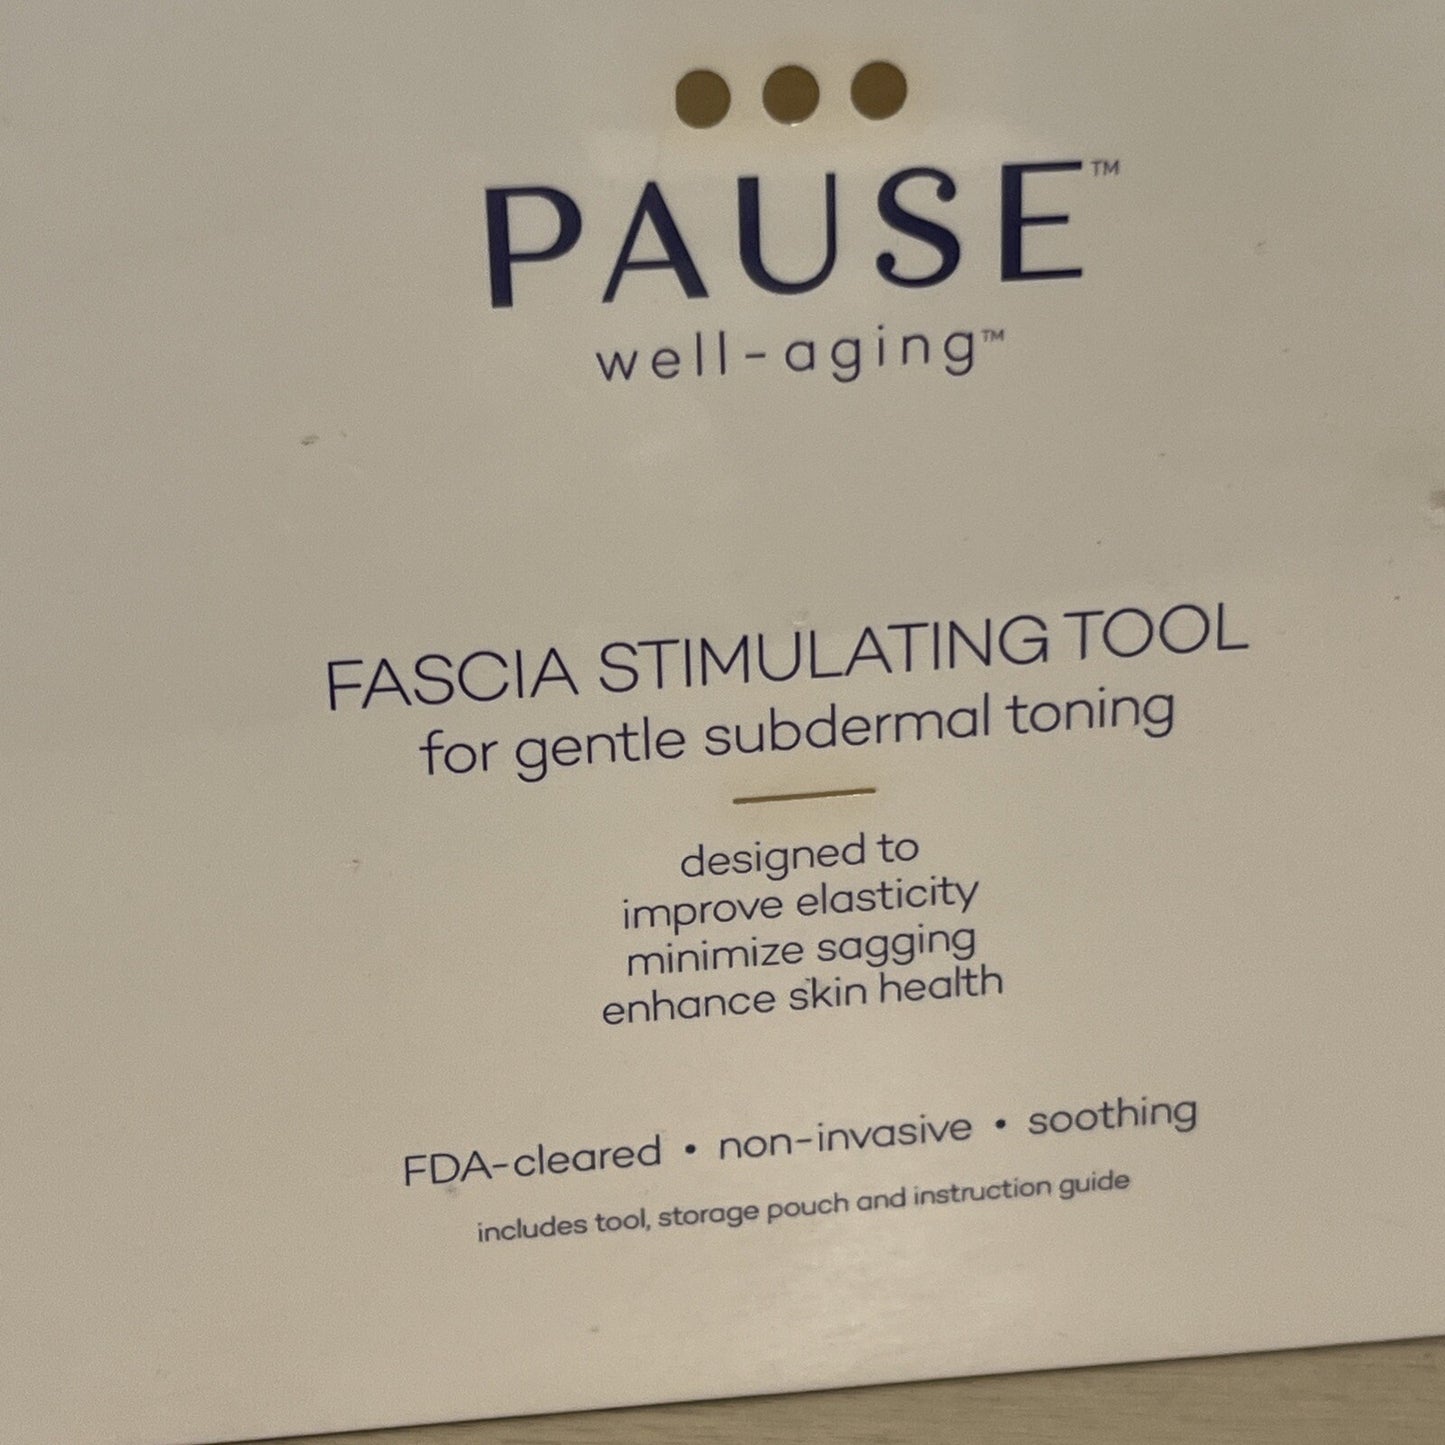 PAUSE™
well-aging™
FASCIA STIMULATING TOOL
for gentle subdermal toning
designed to
improve elasticity
minimize sagging
enhance skin health
FDA-cleared • non-invasive • soothing
includes tool, storage pouch and instruction guide